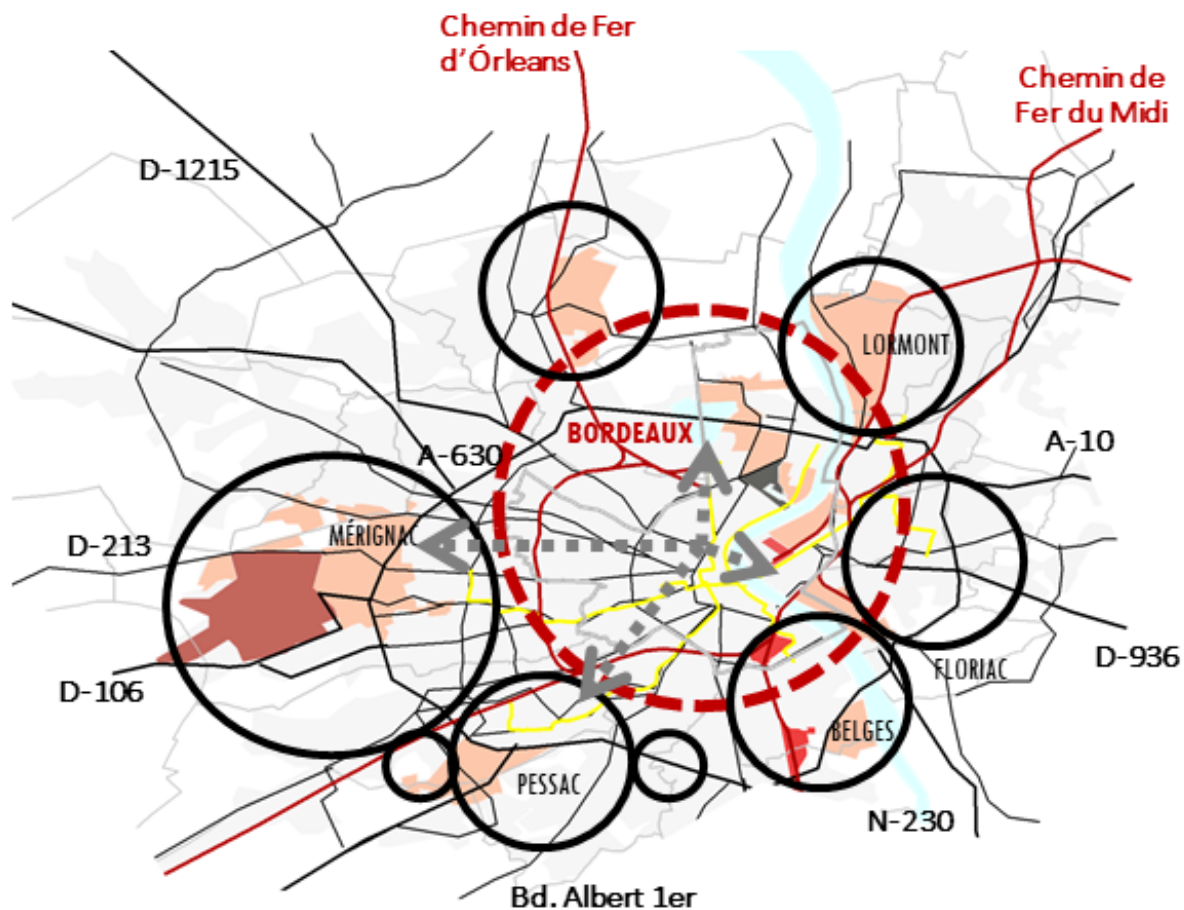 Chemin de Fer
d'Órleans
Chemin de
Fer du Midi
D-1215
LORMONT
BORDEAUX
A-630
A-10
MÉRIGNAC
D-213
D-936
FLORIAC
D-106
BELGES
PESSAC
N-230
Bd. Albert 1er